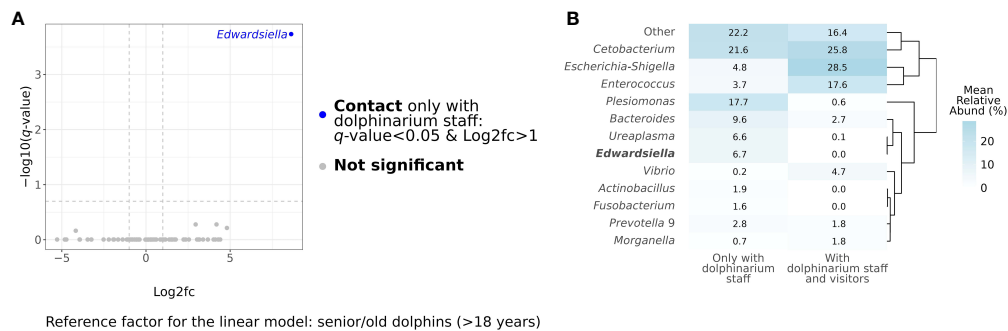 A
Edwardsiella
−log10(q-value)
3
2
1
0
−5 0 5
Log2fc
Contact only with
dolphinarium staff:
q-value<0.05 & Log2fc>1
Not significant
Reference factor for the linear model: senior/old dolphins (>18 years)
B
Other 22.2 16.4
Cetobacterium 21.6 25.8
Escherichia-Shigella 4.8 28.5
Enterococcus 3.7 17.6
Plesiomonas 17.7 0.6
Bacteroides 9.6 2.7
Ureaplasma 6.6 0.1
Edwardsiella 6.7 0.0
Vibrio 0.2 4.7
Actinobacillus 1.9 0.0
Fusobacterium 1.6 0.0
Prevotella 9 2.8 1.8
Morganella 0.7 1.8
Only with
dolphinarium
staff
With
dolphinarium staff
and visitors
Mean
Relative
Abund (%)
20
10
0